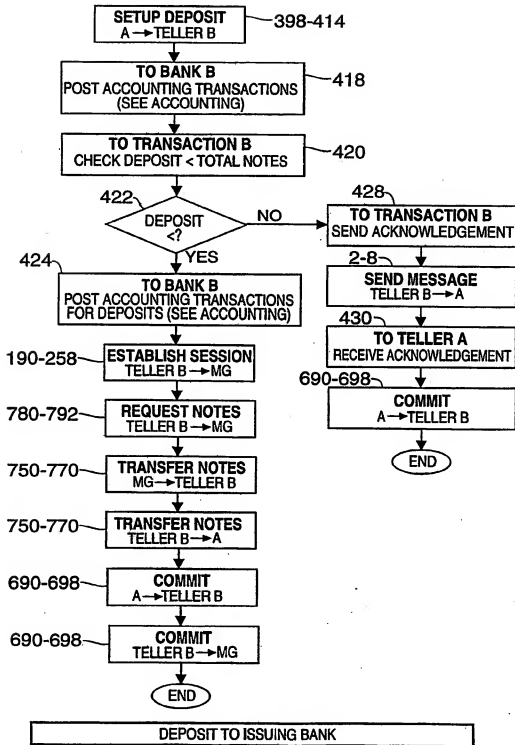 SETUP DEPOSIT
A→TELLER B
398-414
TO BANK B
POST ACCOUNTING TRANSACTIONS
(SEE ACCOUNTING)
418
TO TRANSACTION B
CHECK DEPOSIT < TOTAL NOTES
420
422
DEPOSIT
<?
NO
YES
424
TO BANK B
POST ACCOUNTING TRANSACTIONS
FOR DEPOSITS (SEE ACCOUNTING)
190-258
ESTABLISH SESSION
TELLER B→MG
780-792
REQUEST NOTES
TELLER B→MG
750-770
TRANSFER NOTES
MG→TELLER B
750-770
TRANSFER NOTES
TELLER B→A
690-698
COMMIT
A→TELLER B
690-698
COMMIT
TELLER B→MG
END
428
TO TRANSACTION B
SEND ACKNOWLEDGEMENT
2-8
SEND MESSAGE
TELLER B→A
430
TO TELLER A
RECEIVE ACKNOWLEDGEMENT
690-698
COMMIT
A→TELLER B
END
DEPOSIT TO ISSUING BANK